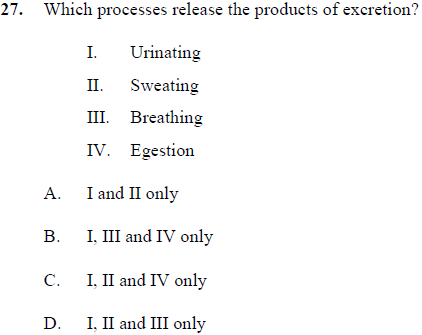 27. Which processes release the products of excretion?
I. Urinating
II. Sweating
III. Breathing
IV. Egestion
A. I and II only
B. I, III and IV only
C. I, II and IV only
D. I, II and III only